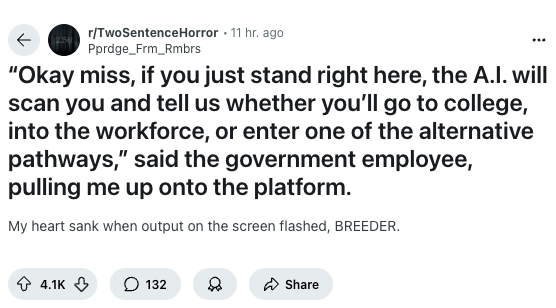 r/TwoSentenceHorror • 11 hr. ago
Pprdge_Frm_Rmbrs
“Okay miss, if you just stand right here, the A.I. will
scan you and tell us whether you’ll go to college,
into the workforce, or enter one of the alternative
pathways,” said the government employee,
pulling me up onto the platform.
My heart sank when output on the screen flashed, BREEDER.
4.1K 132 Share